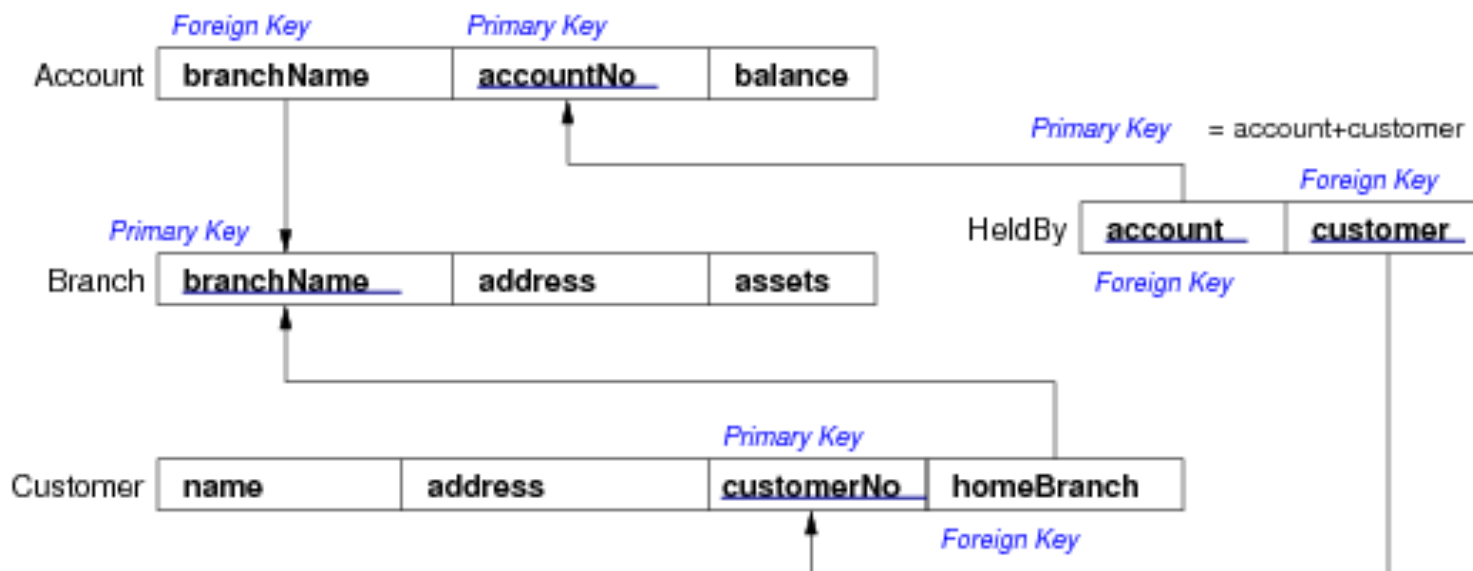 Foreign Key Primary Key
Account branchName accountNo balance
Primary Key = account+customer
Foreign Key
HeldBy account customer
Primary Key
Branch branchName address assets
Foreign Key
Primary Key
Customer name address customerNo homeBranch
Foreign Key